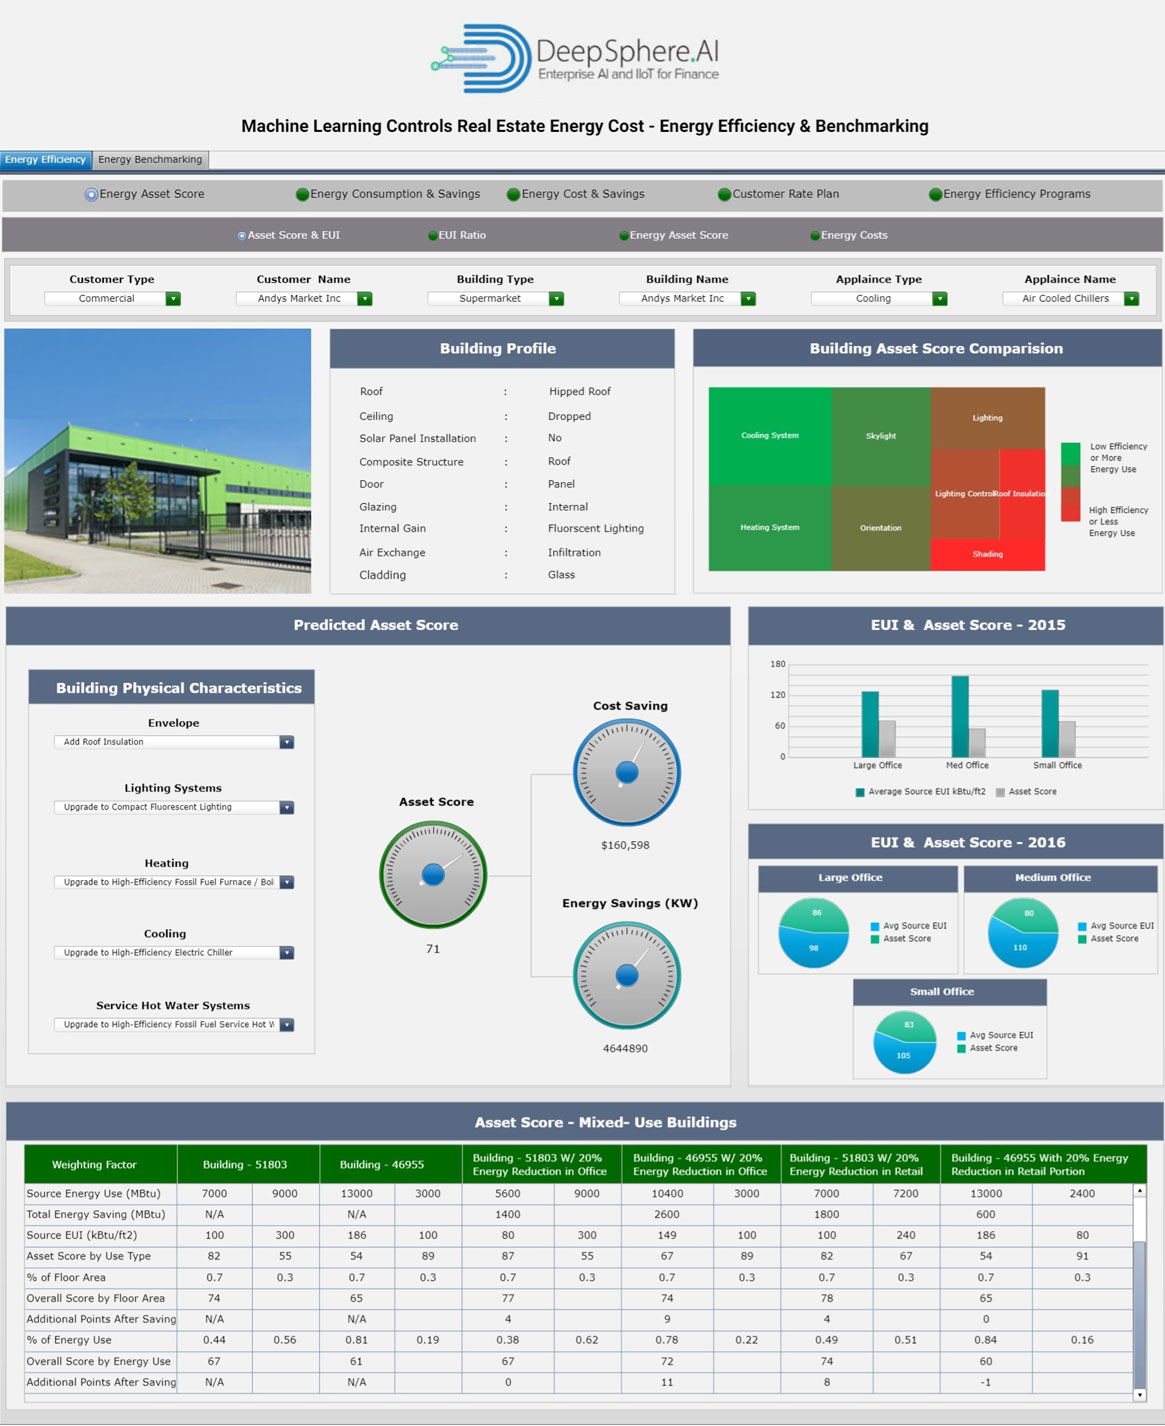 DeepSphere.AI
Enterprise AI and IIoT for Finance
Machine Learning Controls Real Estate Energy Cost - Energy Efficiency & Benchmarking
Energy Efficiency Energy Benchmarking
Energy Asset Score Energy Consumption & Savings Energy Cost & Savings Customer Rate Plan Energy Efficiency Programs
Asset Score & EUI EUI Ratio Energy Asset Score Energy Costs
Customer Type Customer Name Building Type Building Name Applaince Type Applaince Name
Commercial Andys Market Inc Supermarket Andys Market Inc Cooling Air Cooled Chillers
Building Profile
Roof : Hipped Roof
Ceiling : Dropped
Solar Panel Installation : No
Composite Structure : Roof
Door : Panel
Glazing : Internal
Internal Gain : Fluorscent Lighting
Air Exchange : Infiltration
Cladding : Glass
Building Asset Score Comparision
Cooling System Skylight Lighting
Lighting Control Roof Insulatio
Heating System Orientation
Shading
Low Efficiency
or More
Energy Use
High Efficiency
or Less
Energy Use
Predicted Asset Score
Building Physical Characteristics
Envelope
Add Roof Insulation
Lighting Systems
Upgrade to Compact Fluorescent Lighting
Heating
Upgrade to High-Efficiency Fossil Fuel Furnace / Boi
Cooling
Upgrade to High-Efficiency Electric Chiller
Service Hot Water Systems
Upgrade to High-Efficiency Fossil Fuel Service Hot W
Asset Score
71
Cost Saving
$160,598
Energy Savings (KW)
4644890
EUI & Asset Score - 2015
180
120
60
0
Large Office Med Office Small Office
Average Source EUI kBtu/ft2 Asset Score
EUI & Asset Score - 2016
Large Office
86
98
Avg Source EUI
Asset Score
Medium Office
80
110
Avg Source EUI
Asset Score
Small Office
83
105
Avg Source EUI
Asset Score
Asset Score - Mixed- Use Buildings
Weighting Factor Building - 51803 Building - 46955 Building - 51803 W/ 20% Energy Reduction in Office Building - 46955 W/ 20% Energy Reduction in Office Building - 51803 W/ 20% Energy Reduction in Retail Building - 46955 With 20% Energy Reduction in Retail Portion
Source Energy Use (MBtu) 7000 9000 13000 3000 5600 9000 10400 3000 7000 7200 13000 2400
Total Energy Saving (MBtu) N/A N/A 1400 2600 1800 600
Source EUI (kBtu/ft2) 100 300 186 100 80 300 149 100 100 240 186 80
Asset Score by Use Type 82 55 54 89 87 55 67 89 82 67 54 91
% of Floor Area 0.7 0.3 0.7 0.3 0.7 0.3 0.7 0.3 0.7 0.3 0.7 0.3
Overall Score by Floor Area 74 65 77 74 78 65
Additional Points After Saving N/A N/A 4 9 4 0
% of Energy Use 0.44 0.56 0.81 0.19 0.38 0.62 0.78 0.22 0.49 0.51 0.84 0.16
Overall Score by Energy Use 67 61 67 72 74 60
Additional Points After Saving N/A N/A 0 11 8 -1